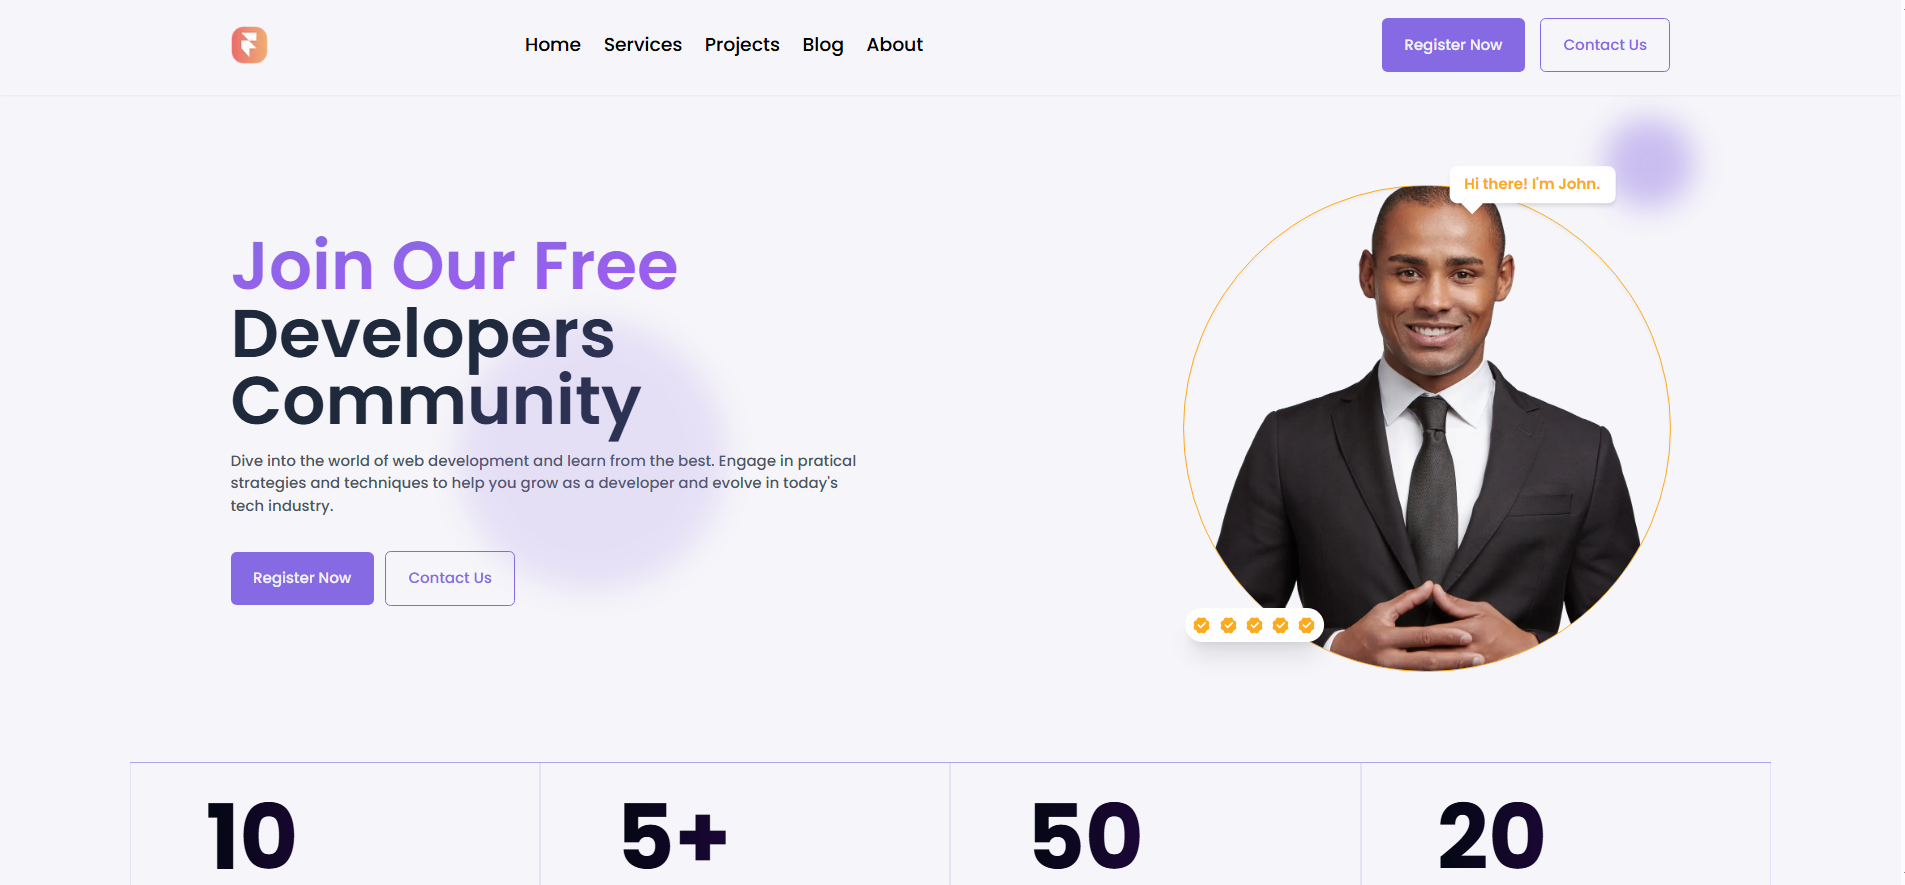 Home Services Projects Blog About
Register Now
Contact Us
Hi there! I'm John.
Join Our Free
Developers
Community
Dive into the world of web development and learn from the best. Engage in pratical
strategies and techniques to help you grow as a developer and evolve in today's
tech industry.
Register Now
Contact Us
10
5+
50
20